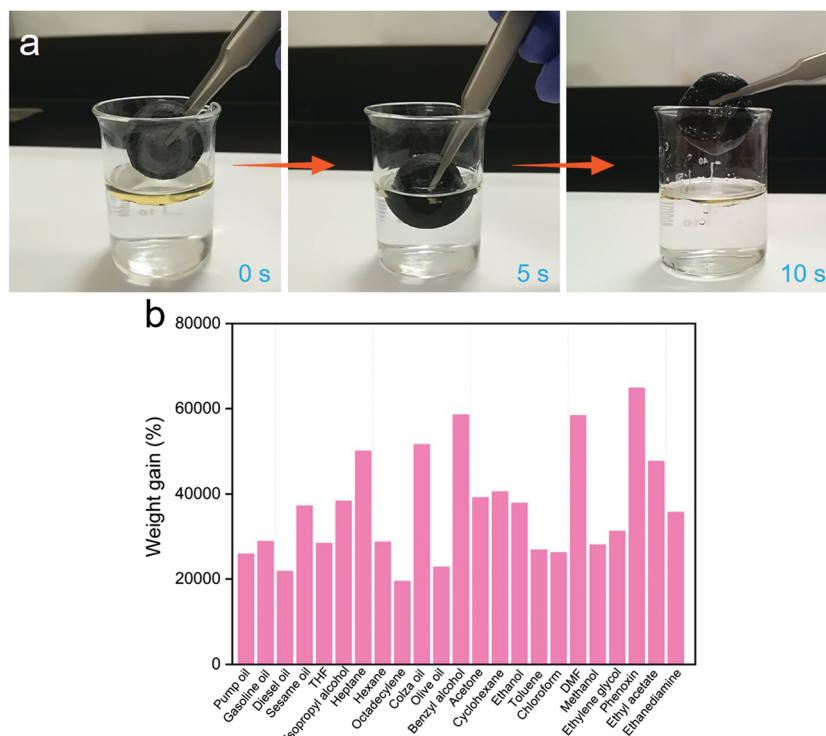 a
0 s
5 s
10 s
40
b
80000
60000
40000
20000
0
Weight gain (%)
Pump oil
Gasoline oil
Diesel oil
Sesame oil
THF
Isopropyl alcohol
Heptane
Hexane
Octadecylene
Colza oil
Olive oil
Benzyl alcohol
Acetone
Cyclohexane
Ethanol
Toluene
Chloroform
DMF
Methanol
Ethylene glycol
Phenoxin
Ethyl acetate
Ethanediamine